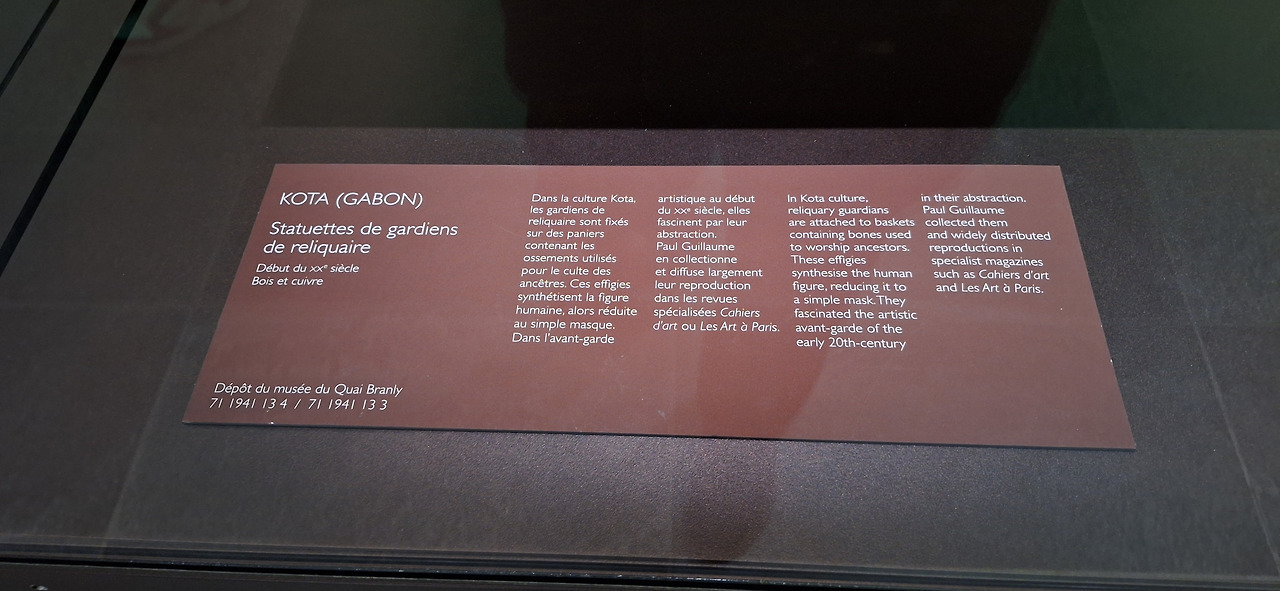 KOTA (GABON)
Statuettes de gardiens
de reliquaire
Début du XXe siècle
Bois et cuivre
Dépôt du musée du Quai Branly
71 1941 13 4 / 71 1941 13 3
Dans la culture Kota,
les gardiens de
reliquaire sont fixés
sur des paniers
contenant les
ossements utilisés
pour le culte des
ancêtres. Ces effigies
synthétisent la figure
humaine, alors réduite
au simple masque.
Dans l'avant-garde
artistique au début
du XXe siècle, elles
fascinent par leur
abstraction.
Paul Guillaume
en collectionne
et diffuse largement
leur reproduction
dans les revues
spécialisées Cahiers
d'art ou Les Art à Paris.
In Kota culture,
reliquary guardians
are attached to baskets
containing bones used
to worship ancestors.
These effigies
synthesise the human
figure, reducing it to
a simple mask. They
fascinated the artistic
avant-garde of the
early 20th-century
in their abstraction.
Paul Guillaume
collected them
and widely distributed
reproductions in
specialist magazines
such as Cahiers d'art
and Les Art à Paris.